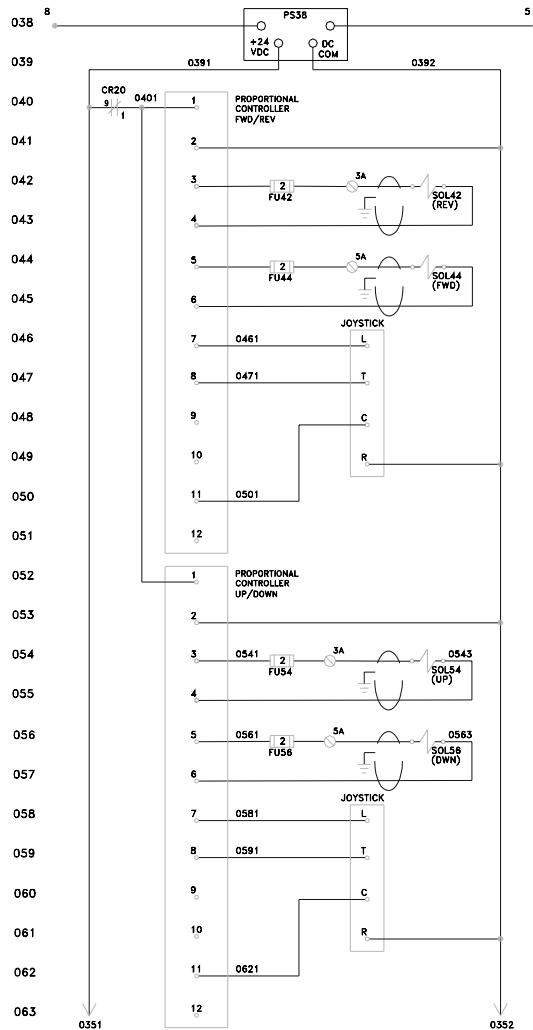 8 5
038 PS38
+24 VDC DC COM
039 0391 0392
CR20
040 9 1 0401 1 PROPORTIONAL CONTROLLER FWD/REV
041 2
042 3 2 FU42 3A SOL42 (REV)
043 4
044 5 2 FU44 5A SOL44 (FWD)
045 6
JOYSTICK
046 7 0461 L
047 8 0471 T
048 9 C
049 10 R
050 11 0501
051 12
052 1 PROPORTIONAL CONTROLLER UP/DOWN
053 2
054 3 0541 2 FU54 3A 0543 SOL54 (UP)
055 4
056 5 0561 2 FU56 5A 0563 SOL56 (DWN)
057 6
JOYSTICK
058 7 0581 L
059 8 0591 T
060 9 C
061 10 R
062 11 0621
063 12
0351 0352